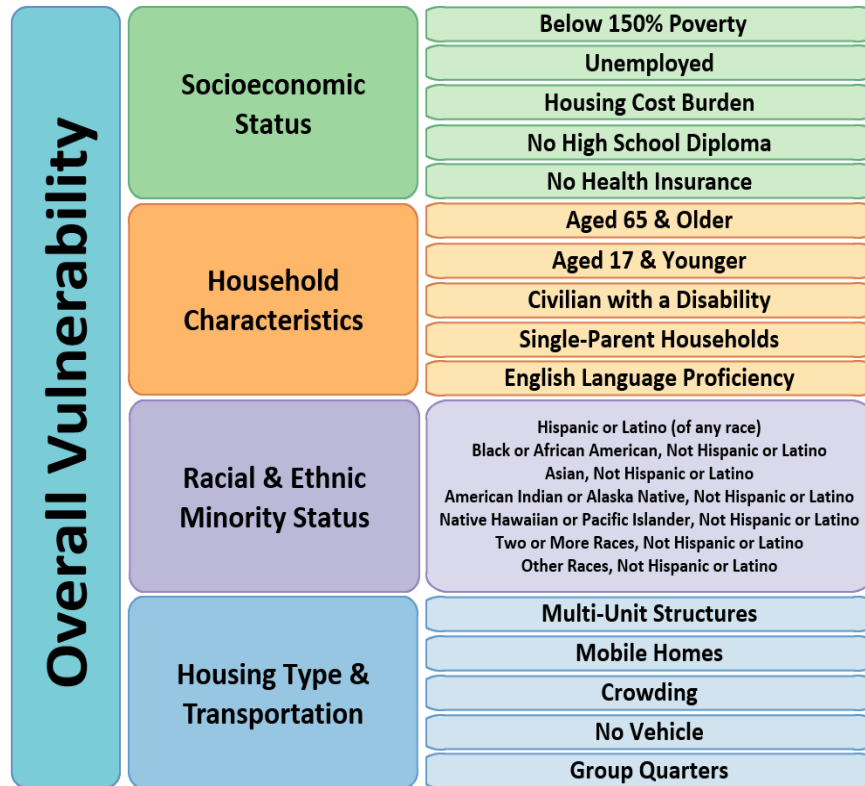 Overall Vulnerability
Socioeconomic
Status
Below 150% Poverty
Unemployed
Housing Cost Burden
No High School Diploma
No Health Insurance
Household
Characteristics
Aged 65 & Older
Aged 17 & Younger
Civilian with a Disability
Single-Parent Households
English Language Proficiency
Racial & Ethnic
Minority Status
Hispanic or Latino (of any race)
Black or African American, Not Hispanic or Latino
Asian, Not Hispanic or Latino
American Indian or Alaska Native, Not Hispanic or Latino
Native Hawaiian or Pacific Islander, Not Hispanic or Latino
Two or More Races, Not Hispanic or Latino
Other Races, Not Hispanic or Latino
Housing Type &
Transportation
Multi-Unit Structures
Mobile Homes
Crowding
No Vehicle
Group Quarters